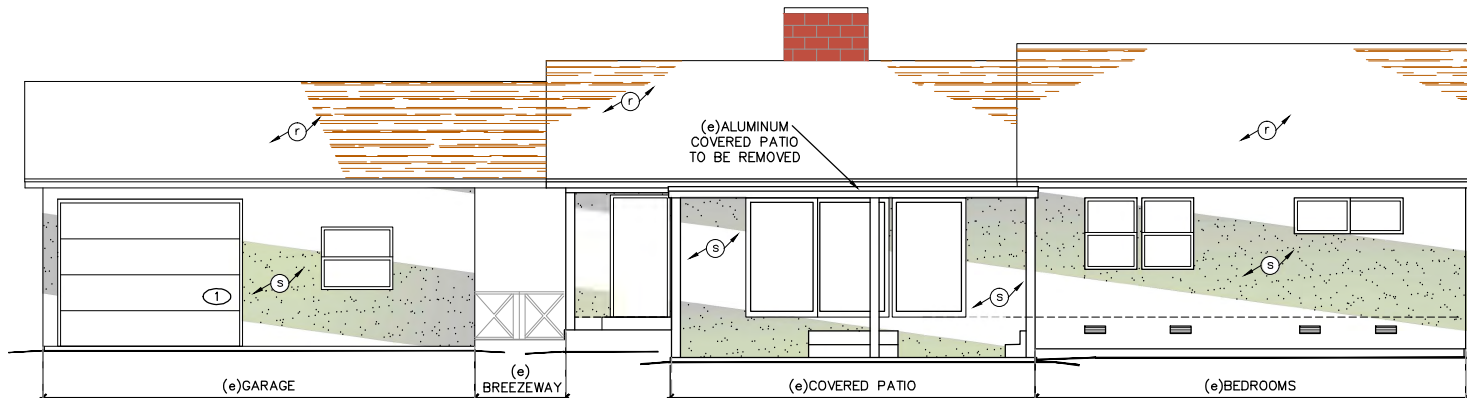 (e)ALUMINUM
COVERED PATIO
TO BE REMOVED
r
r
r
s
s
s
s
1
(e)GARAGE
(e)
BREEZEWAY
(e)COVERED PATIO
(e)BEDROOMS